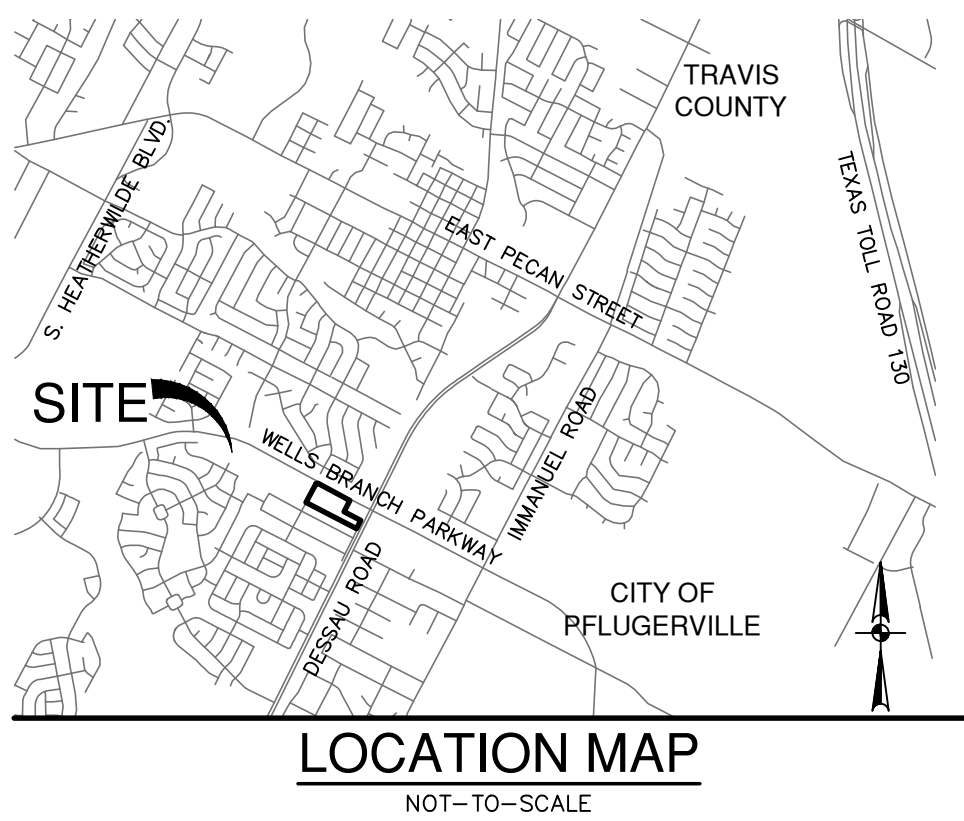 TRAVIS
COUNTY
S. HEATHERWILDE BLVD.
TEXAS TOLL ROAD 130
EAST PECAN STREET
SITE
WELLS BRANCH PARKWAY
IMMANUEL ROAD
DESSAU ROAD
CITY OF
PFLUGERVILLE
LOCATION MAP
NOT-TO-SCALE